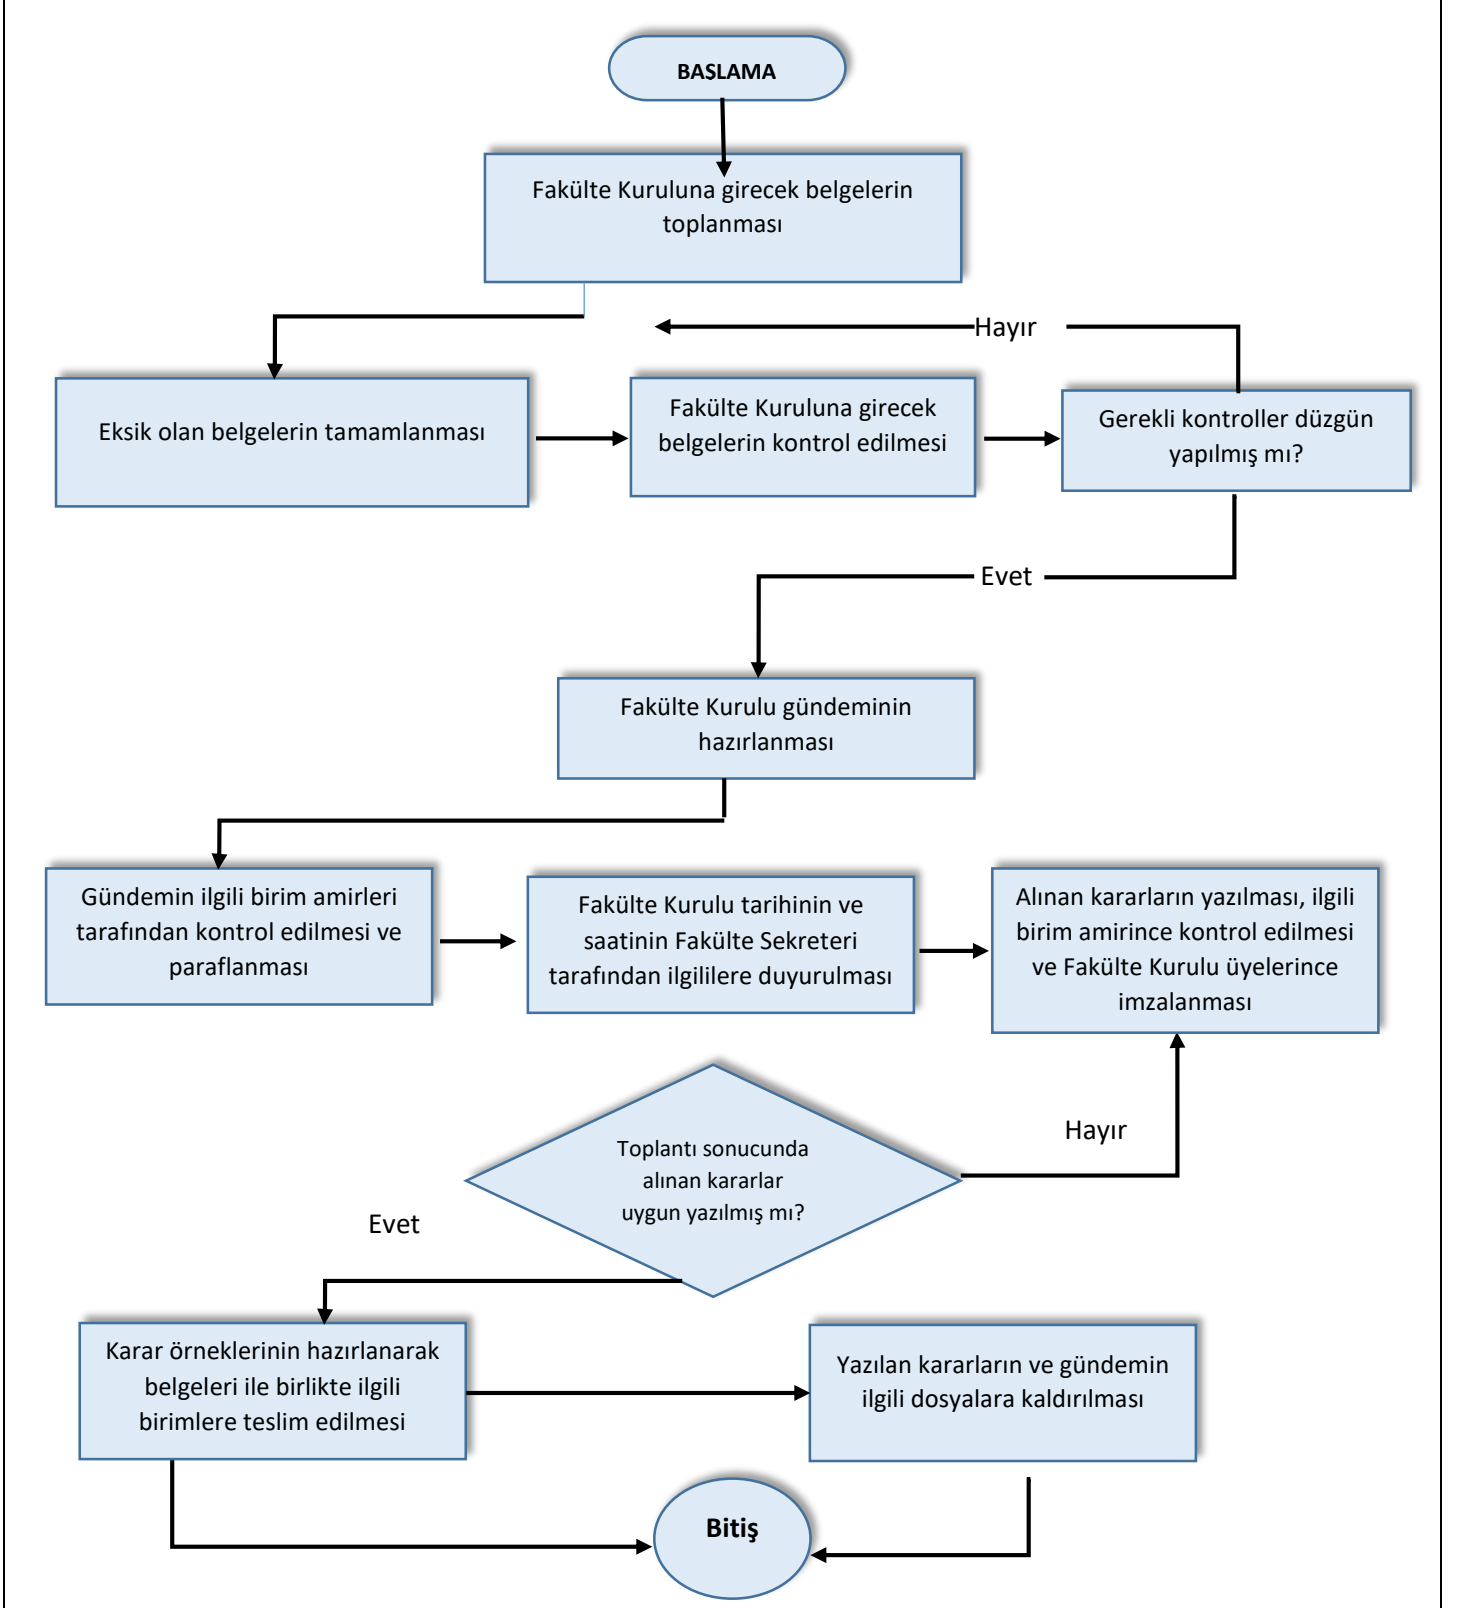 BAŞLAMA
Fakülte Kuruluna girecek belgelerin
toplanması
Hayır
Eksik olan belgelerin tamamlanması
Fakülte Kuruluna girecek
belgelerin kontrol edilmesi
Gerekli kontroller düzgün
yapılmış mı?
Evet
Fakülte Kurulu gündeminin
hazırlanması
Gündemin ilgili birim amirleri
tarafından kontrol edilmesi ve
paraflanması
Fakülte Kurulu tarihinin ve
saatinin Fakülte Sekreteri
tarafından ilgililere duyurulması
Alınan kararların yazılması, ilgili
birim amirince kontrol edilmesi
ve Fakülte Kurulu üyelerince
imzalanması
Hayır
Toplantı sonucunda
alınan kararlar
uygun yazılmış mı?
Evet
Karar örneklerinin hazırlanarak
belgeleri ile birlikte ilgili
birimlere teslim edilmesi
Yazılan kararların ve gündemin
ilgili dosyalara kaldırılması
Bitiş